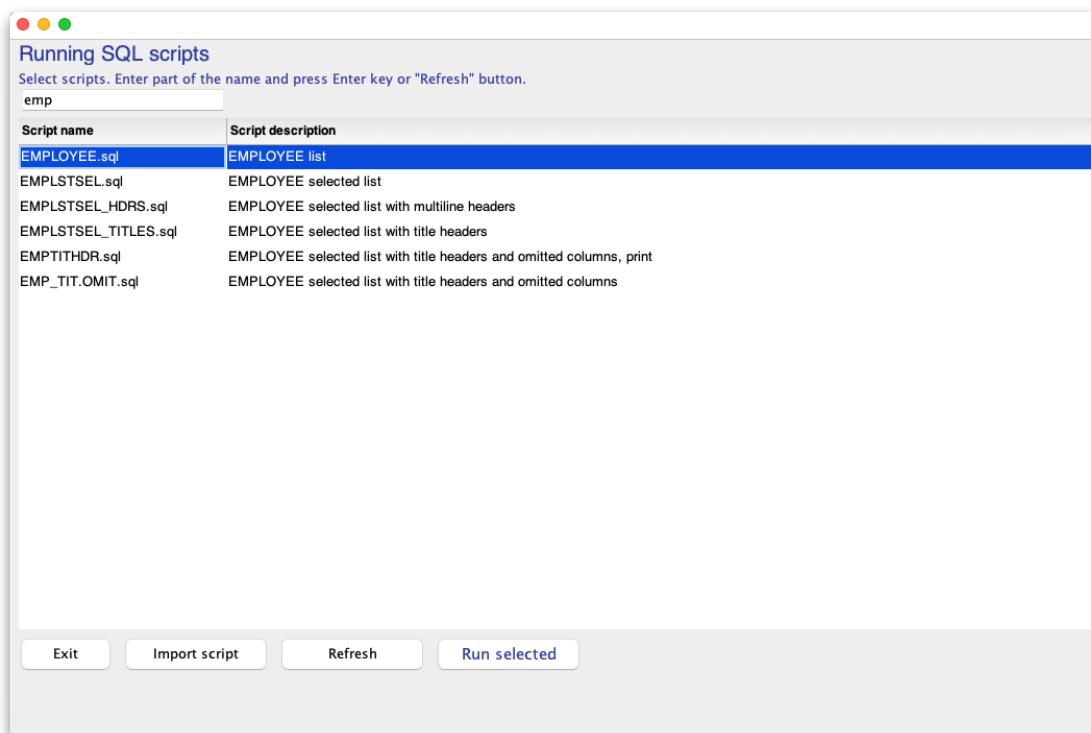 Running SQL scripts
Select scripts. Enter part of the name and press Enter key or "Refresh" button.
emp
Script name Script description
EMPLOYEE.sql EMPLOYEE list
EMPLSTSEL.sql EMPLOYEE selected list
EMPLSTSEL_HDRS.sql EMPLOYEE selected list with multiline headers
EMPLSTSEL_TITLES.sql EMPLOYEE selected list with title headers
EMPTITHDR.sql EMPLOYEE selected list with title headers and omitted columns, print
EMP_TIT.OMIT.sql EMPLOYEE selected list with title headers and omitted columns
Exit Import script Refresh Run selected